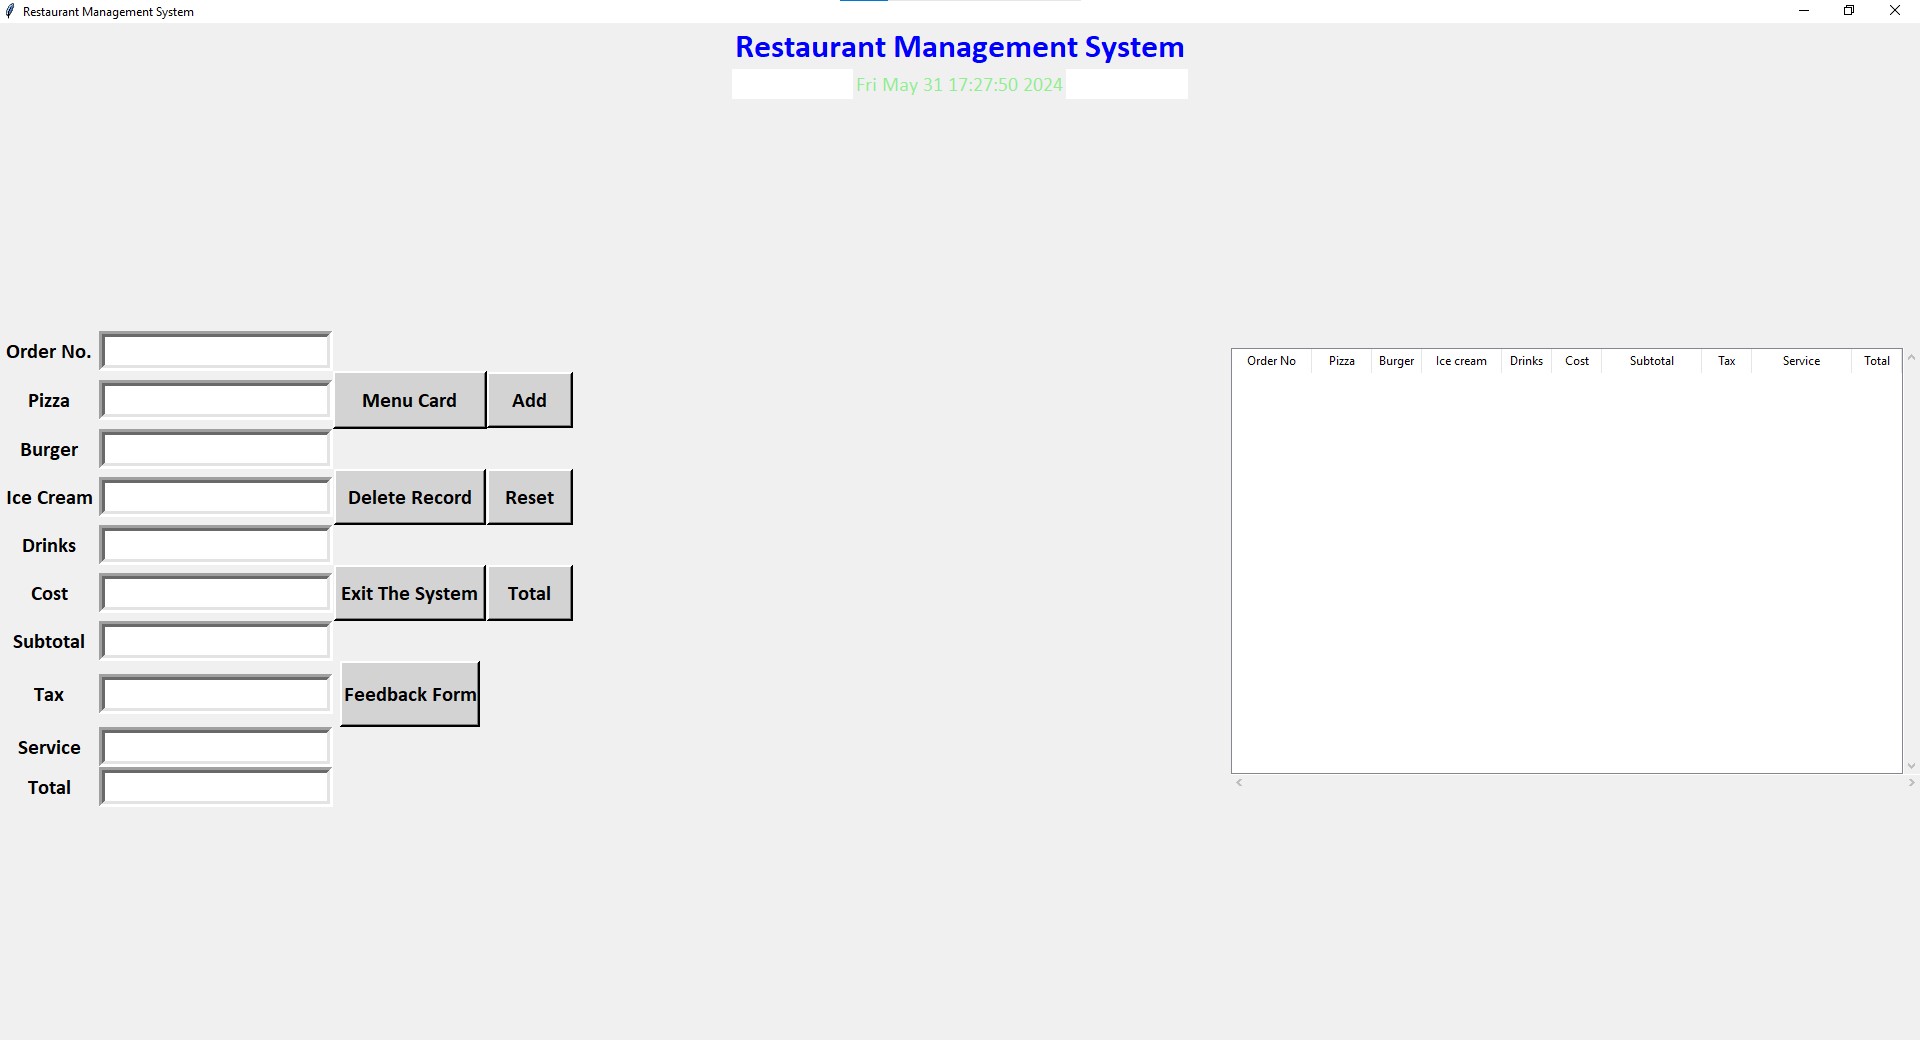 Restaurant Management System
Restaurant Management System
Fri May 31 17:27:50 2024
Order No.
Pizza
Menu Card
Add
Burger
Ice Cream
Delete Record
Reset
Drinks
Cost
Exit The System
Total
Subtotal
Tax
Feedback Form
Service
Total
Order No Pizza Burger Ice cream Drinks Cost Subtotal Tax Service Total